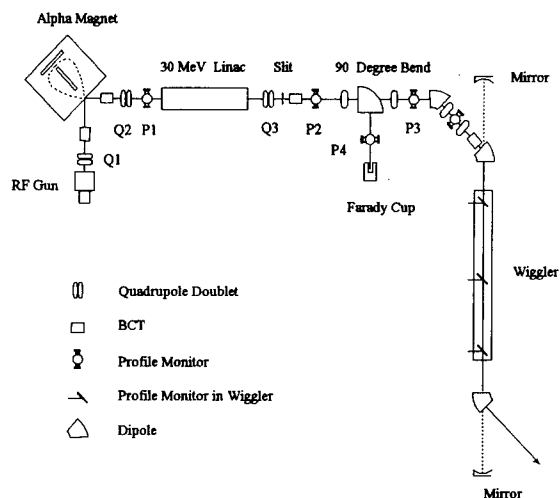 Alpha Magnet
30 MeV Linac
Slit
90 Degree Bend
Mirror
Q2
P1
Q3
P2
P3
Q1
P4
RF Gun
Farady Cup
Wiggler
Quadrupole Doublet
BCT
Profile Monitor
Profile Monitor in Wiggler
Dipole
Mirror